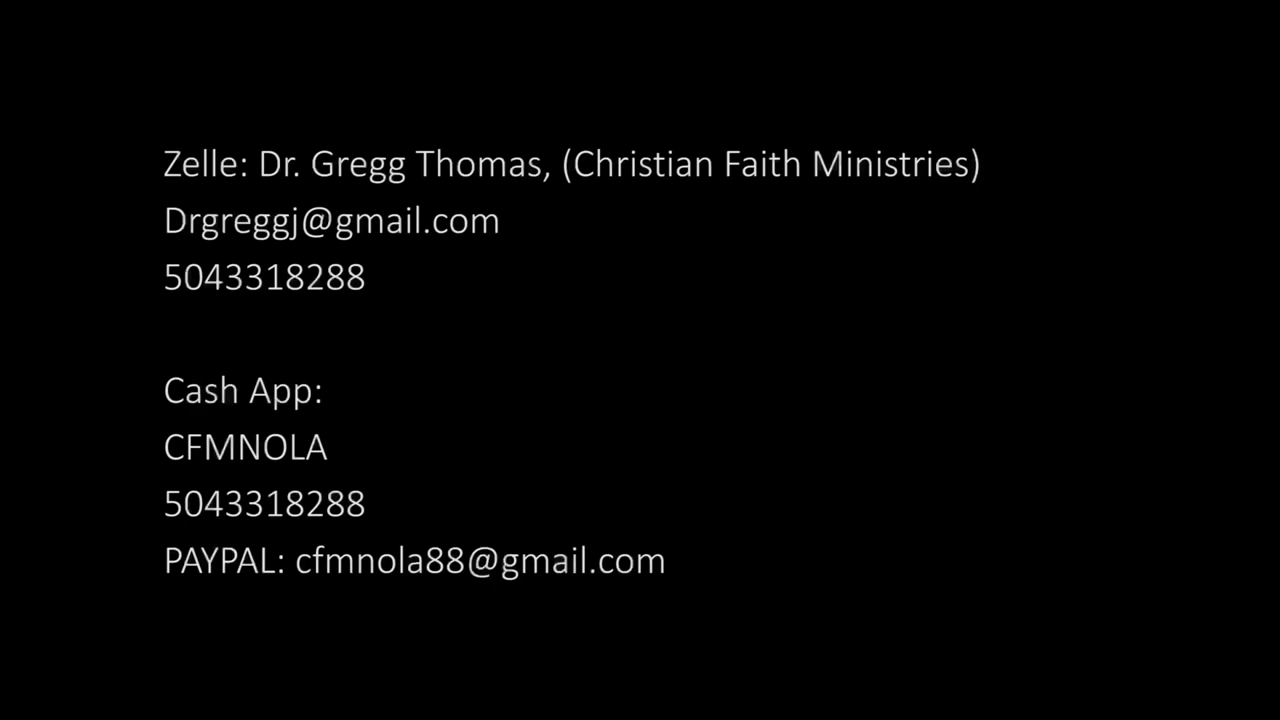 Zelle: Dr. Gregg Thomas, (Christian Faith Ministries)
Drgreggj@gmail.com
5043318288
Cash App:
CFMNOLA
5043318288
PAYPAL: cfmnola88@gmail.com